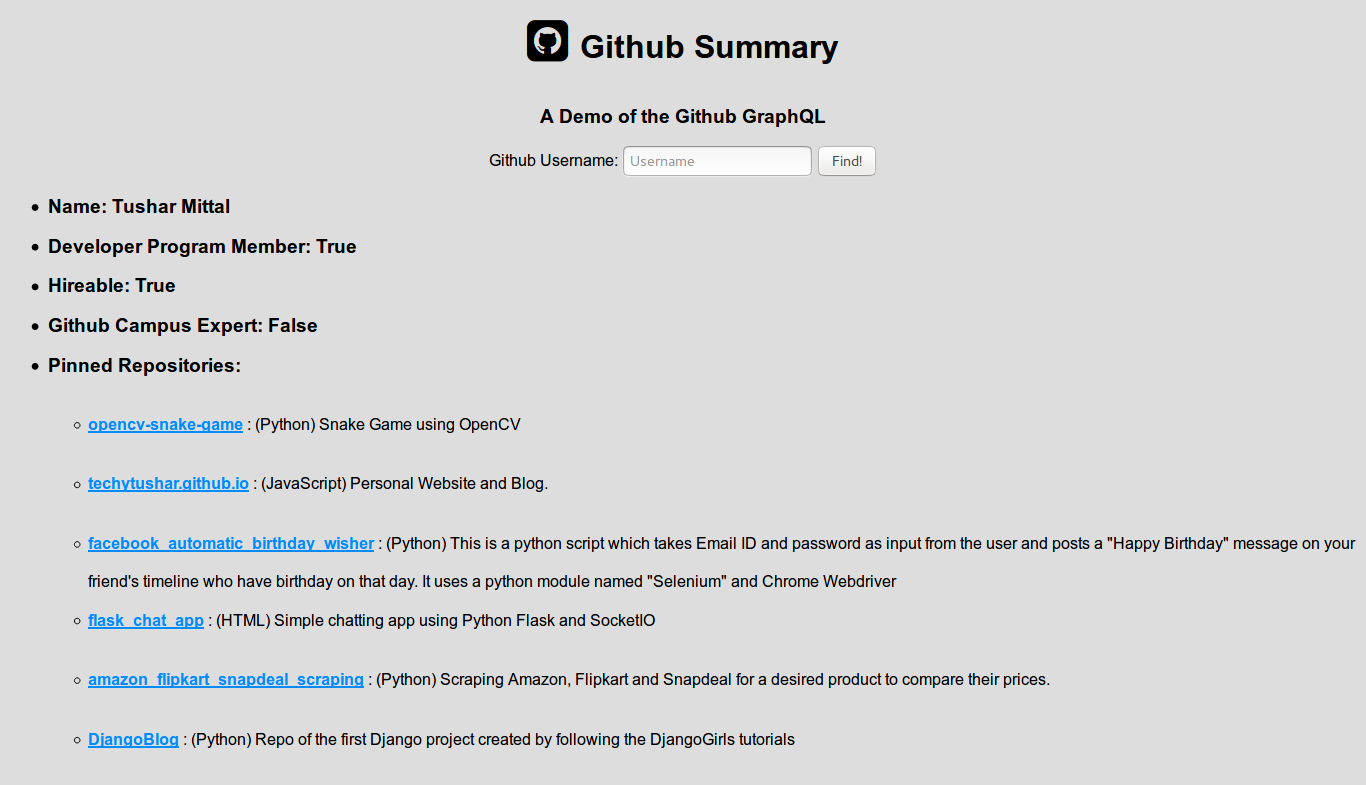 Github Summary
A Demo of the Github GraphQL
Github Username: Username Find!
Name: Tushar Mittal
Developer Program Member: True
Hireable: True
Github Campus Expert: False
Pinned Repositories:
opencv-snake-game : (Python) Snake Game using OpenCV
techytushar.github.io : (JavaScript) Personal Website and Blog.
facebook_automatic_birthday_wisher : (Python) This is a python script which takes Email ID and password as input from the user and posts a "Happy Birthday" message on your
friend's timeline who have birthday on that day. It uses a python module named "Selenium" and Chrome Webdriver
flask_chat_app : (HTML) Simple chatting app using Python Flask and SocketIO
amazon_flipkart_snapdeal_scraping : (Python) Scraping Amazon, Flipkart and Snapdeal for a desired product to compare their prices.
DjangoBlog : (Python) Repo of the first Django project created by following the DjangoGirls tutorials